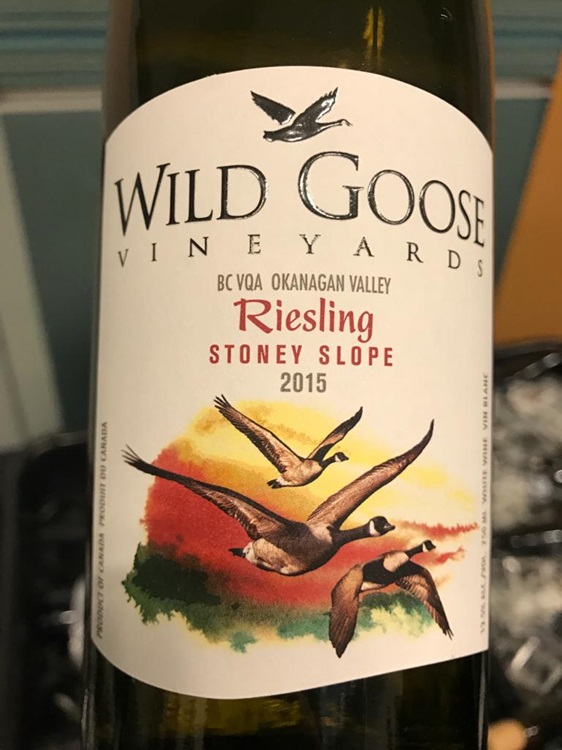 WILD GOOSE
VINEYARDS
BC VQA OKANAGAN VALLEY
Riesling
STONEY SLOPE
2015
PRODUCT OF CANADA PRODUIT DU CANADA
750 ML WHITE WINE VIN BLANC